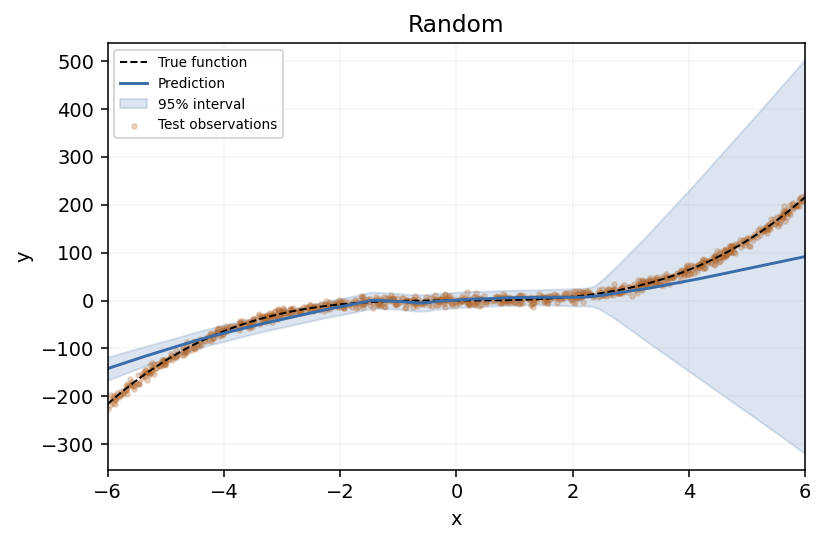 Random
True function
Prediction
95% interval
Test observations
500
400
300
200
100
0
−100
−200
−300
y
−6
−4
−2
0
2
4
6
x